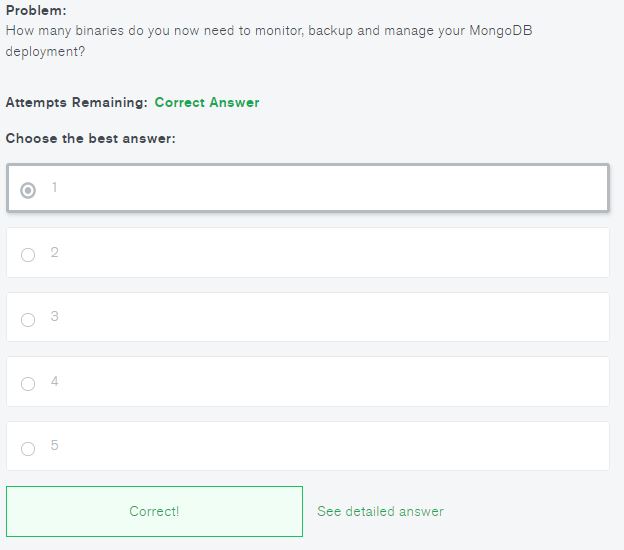 Problem:
How many binaries do you now need to monitor, backup and manage your MongoDB
deployment?
Attempts Remaining: Correct Answer
Choose the best answer:
1
2
3
4
5
Correct! See detailed answer